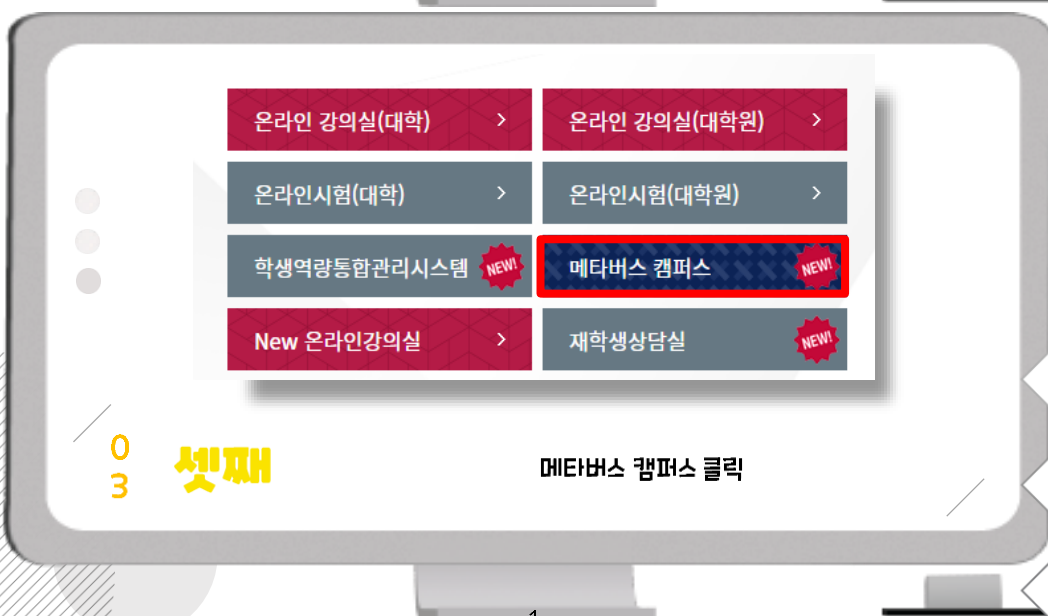 온라인 강의실(대학)
온라인 강의실(대학원)
온라인시험(대학)
온라인시험(대학원)
학생역량통합관리시스템 NEW!
메타버스 캠퍼스 NEW!
New 온라인강의실
재학생상담실 NEW!
03
셋째
메타버스 캠퍼스 클릭